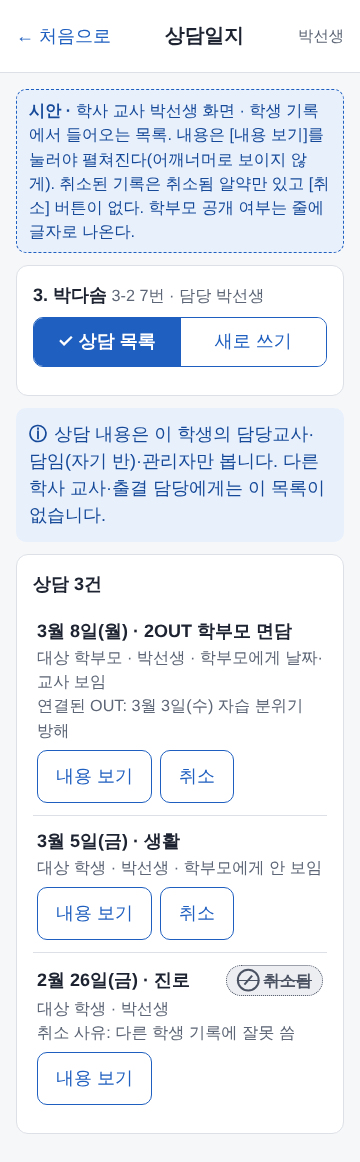 ← 처음으로 상담일지 박선생
시안 · 학사 교사 박선생 화면 · 학생 기록
에서 들어오는 목록. 내용은 [내용 보기]를
눌러야 펼쳐진다(어깨너머로 보이지 않
게). 취소된 기록은 취소됨 알약만 있고 [취
소] 버튼이 없다. 학부모 공개 여부는 줄에
글자로 나온다.
3. 박다솜 3-2 7번 · 담당 박선생
✓ 상담 목록 새로 쓰기
ⓘ 상담 내용은 이 학생의 담당교사·
담임(자기 반)·관리자만 봅니다. 다른
학사 교사·출결 담당에게는 이 목록이
없습니다.
상담 3건
3월 8일(월) · 2OUT 학부모 면담
대상 학부모 · 박선생 · 학부모에게 날짜·
교사 보임
연결된 OUT: 3월 3일(수) 자습 분위기
방해
내용 보기 취소
3월 5일(금) · 생활
대상 학생 · 박선생 · 학부모에게 안 보임
내용 보기 취소
2월 26일(금) · 진로 취소됨
대상 학생 · 박선생
취소 사유: 다른 학생 기록에 잘못 씀
내용 보기